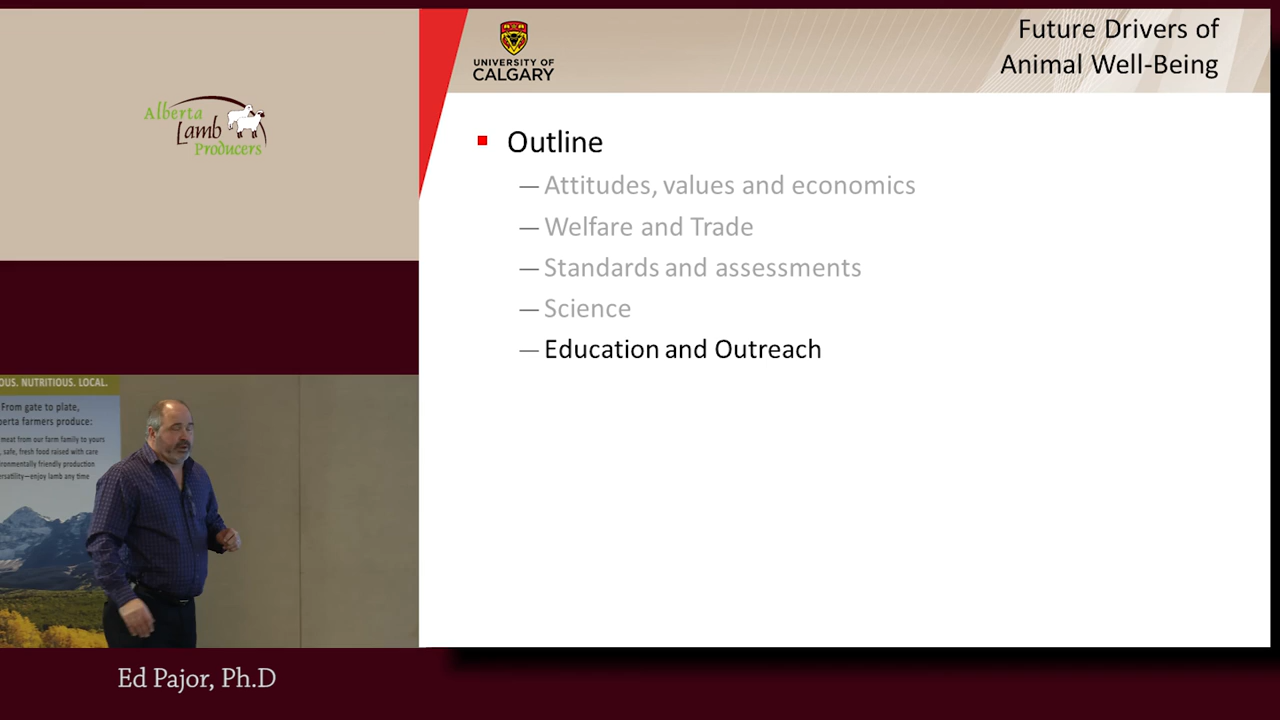 Alberta
Lamb
Producers
OUS. NUTRITIOUS. LOCAL.
From gate to plate,
berta farmers produce:
meat from our farm family to yours
, safe, fresh food raised with care
ironmentally friendly production
ersatility—enjoy lamb any time
Ed Pajor, Ph.D
UNIVERSITY OF
CALGARY
Future Drivers of
Animal Well-Being
Outline
— Attitudes, values and economics
— Welfare and Trade
— Standards and assessments
— Science
— Education and Outreach